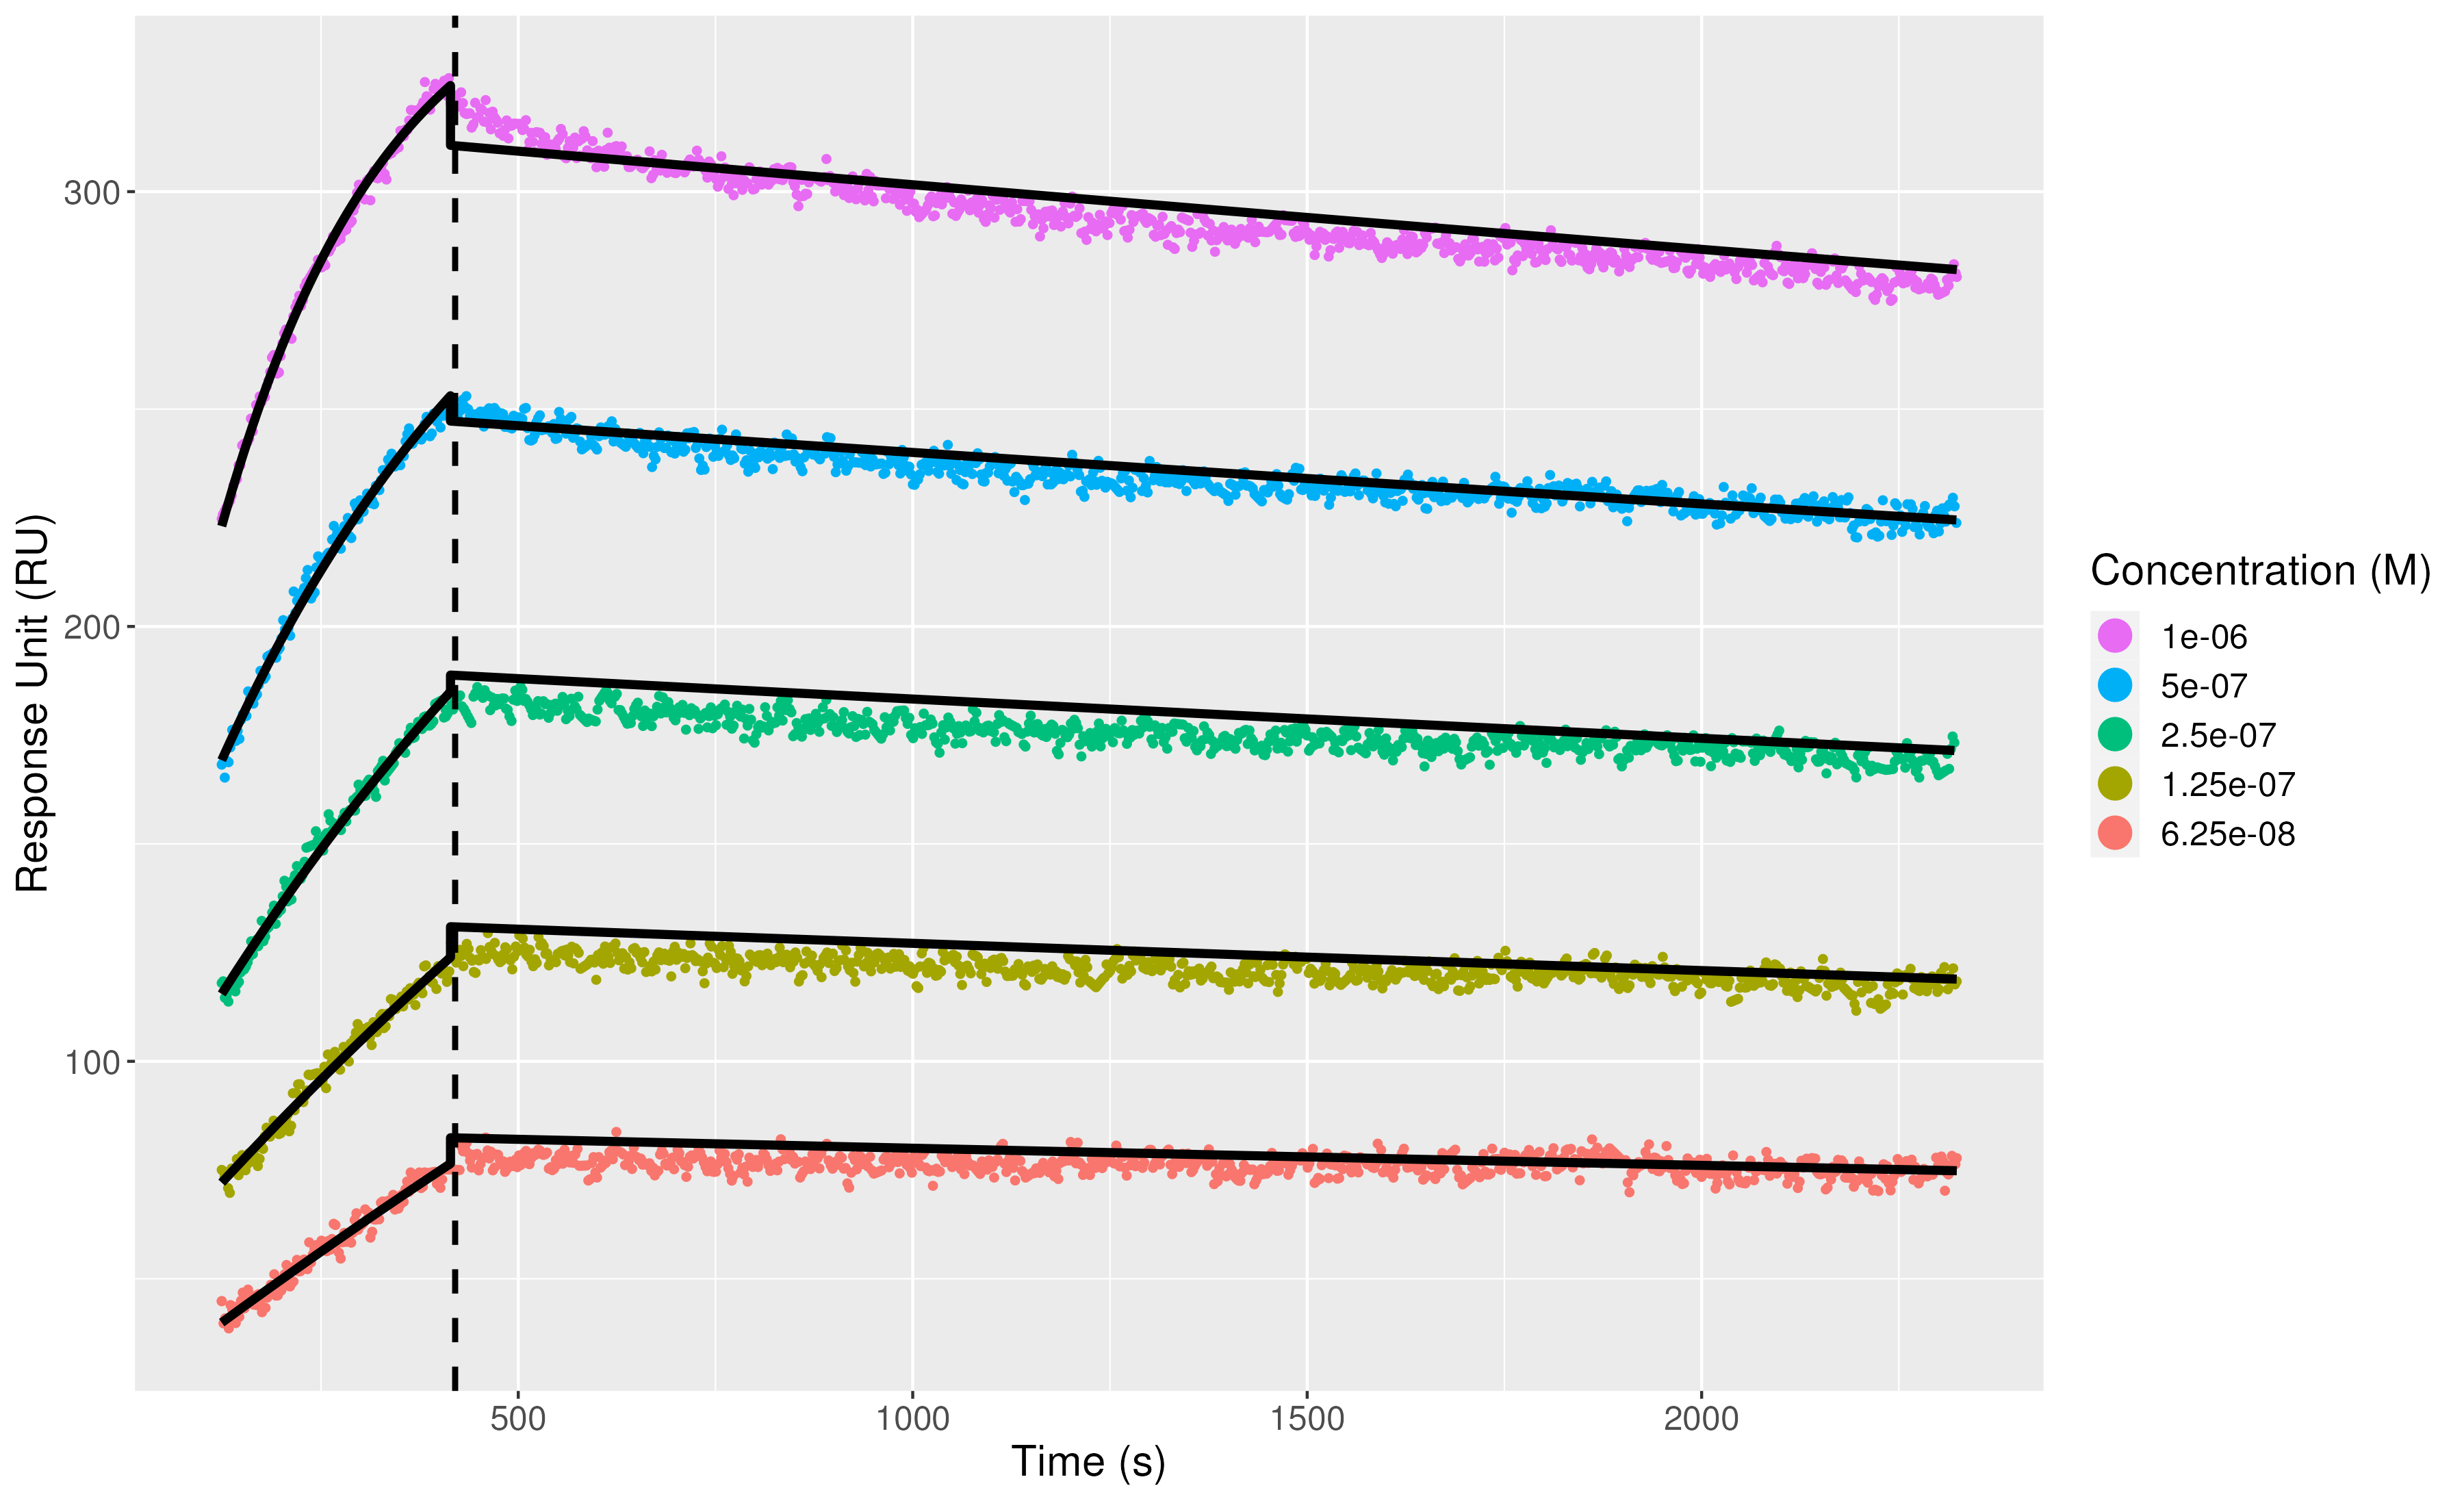 300
200
100
500
1000
1500
2000
Time (s)
Response Unit (RU)
Concentration (M)
1e-06
5e-07
2.5e-07
1.25e-07
6.25e-08